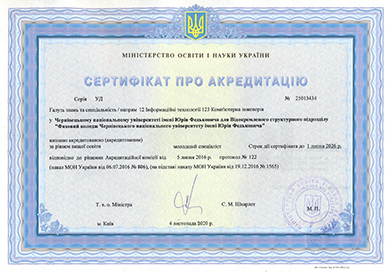 МІНІСТЕРСТВО ОСВІТИ І НАУКИ УКРАЇНИ
СЕРТИФІКАТ ПРО АКРЕДИТАЦІЮ
Серія УД № 25013434
Галузь знань та спеціальність / напрям 12 Інформаційні технології 123 Комп'ютерна інженерія
у Чернівецькому національному університеті імені Юрія Федьковича для Відокремленого структурного підрозділу
"Фаховий коледж Чернівецького національного університету імені Юрія Федьковича"
визнано акредитованою (акредитованим)
за рівнем вищої освіти молодший спеціаліст Строк дії сертифіката до 1 липня 2026 р.
відповідно до рішення Акредитаційної комісії від 5 липня 2016 р. протокол № 122
(наказ МОН України від 06.07.2016 № 806), (на підставі наказу МОН України від 19.12.2016 № 1565)
Т. в. о. Міністра С. М. Шкарлет
М.П.
м. Київ 4 листопада 2020 р.